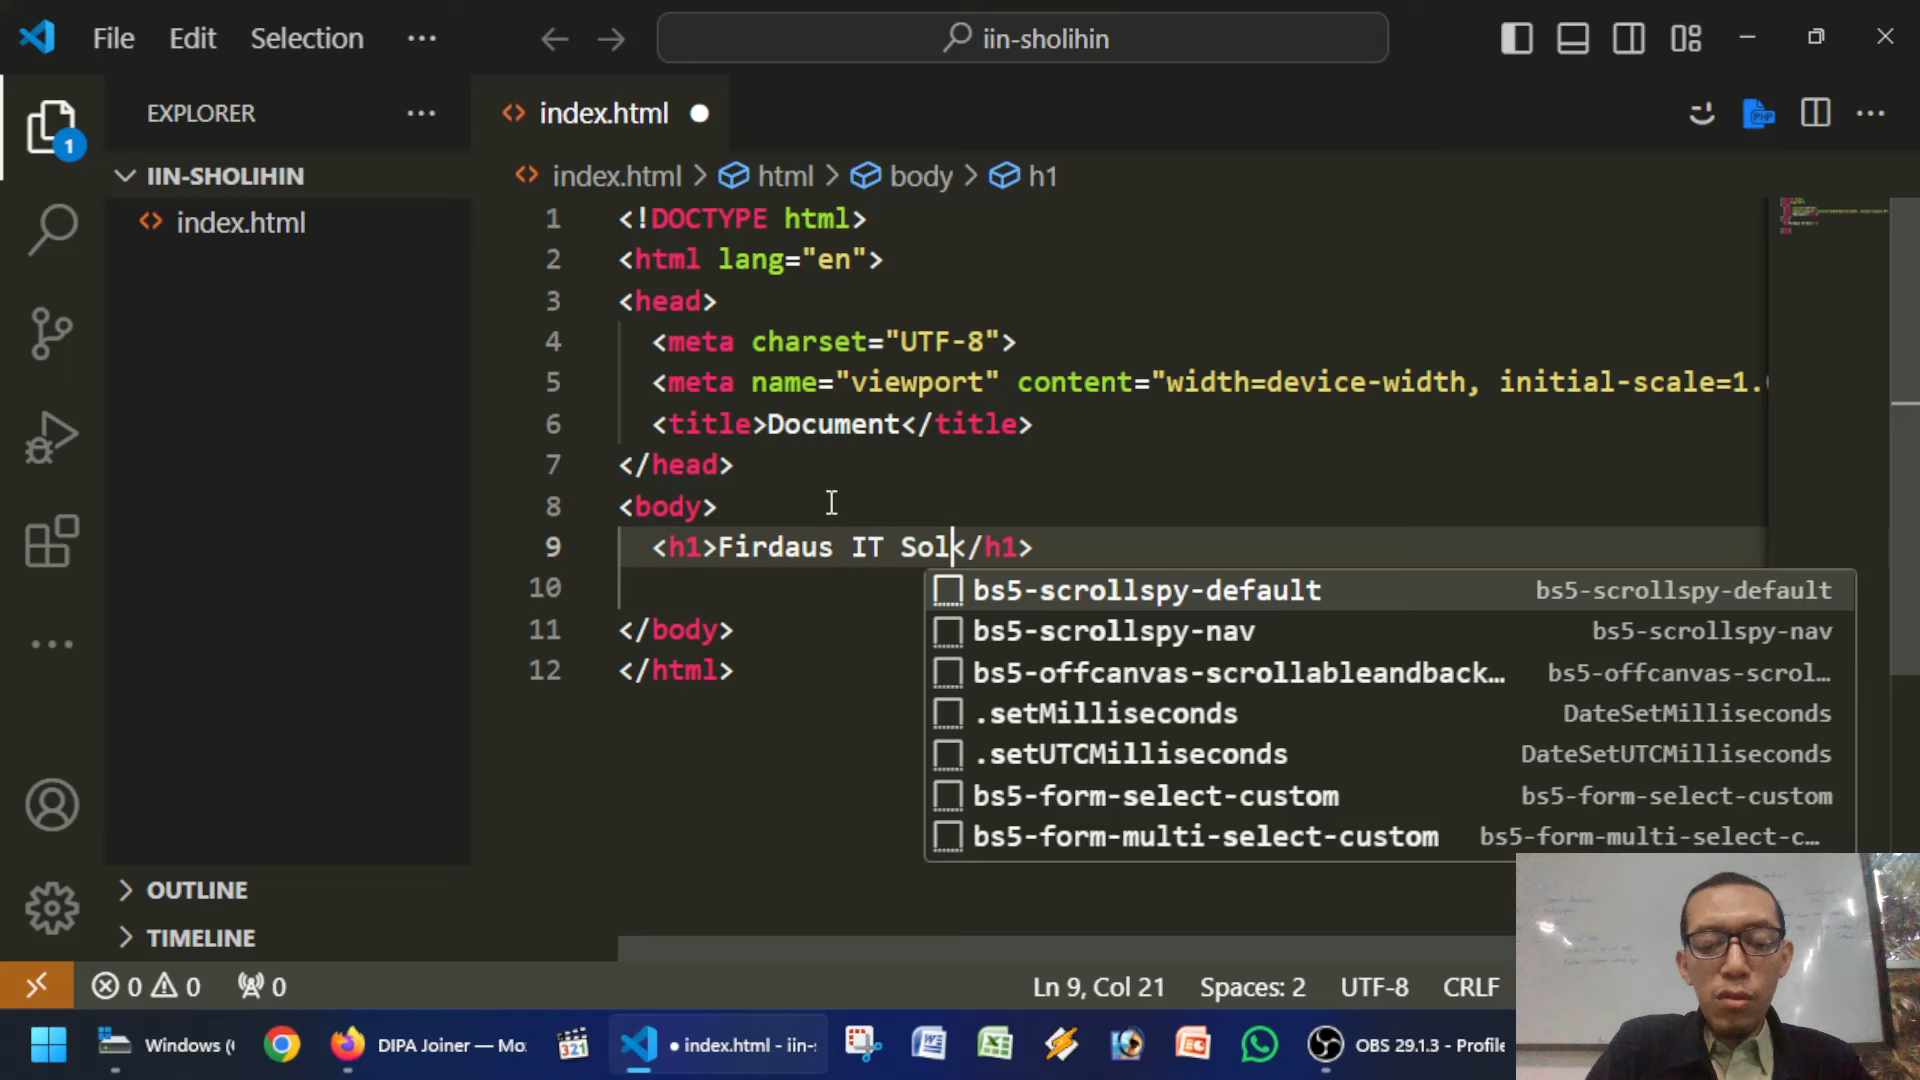 File Edit Selection ··· iin-sholihin
EXPLORER ···
index.html
1
IIN-SHOLIHIN
index.html
index.html > html > body > h1
1 <!DOCTYPE html>
2 <html lang="en">
3 <head>
4 <meta charset="UTF-8">
5 <meta name="viewport" content="width=device-width, initial-scale=1.
6 <title>Document</title>
7 </head>
8 <body>
9 <h1>Firdaus IT Sol</h1>
10
11 </body>
12 </html>
bs5-scrollspy-default bs5-scrollspy-default
bs5-scrollspy-nav bs5-scrollspy-nav
bs5-offcanvas-scrollableandback… bs5-offcanvas-scrol…
.setMilliseconds DateSetMilliseconds
.setUTCMilliseconds DateSetUTCMilliseconds
bs5-form-select-custom bs5-form-select-custom
bs5-form-multi-select-custom bs5-form-multi-select-c…
OUTLINE
TIMELINE
0 0 0 Ln 9, Col 21 Spaces: 2 UTF-8 CRLF
Windows ( DIPA Joiner — Mo 321 ● index.html - iin-s OBS 29.1.3 - Profile